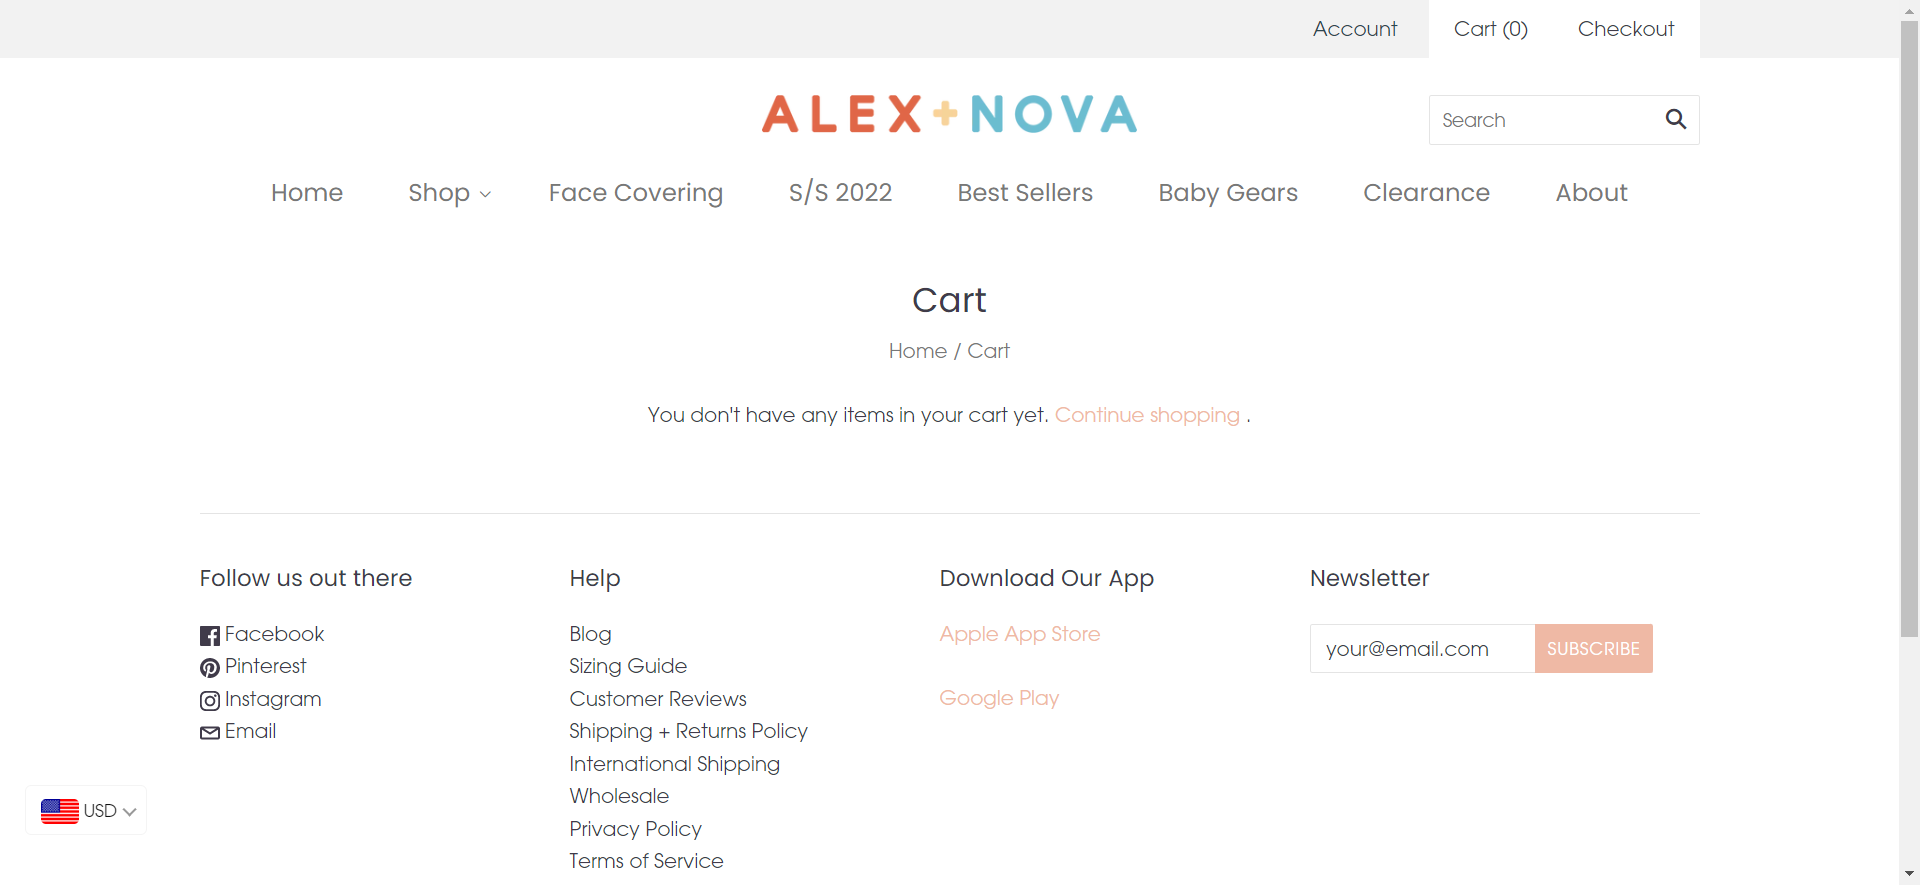 Account Cart (0) Checkout
ALEX+NOVA
Search
Home Shop Face Covering S/S 2022 Best Sellers Baby Gears Clearance About
Cart
Home / Cart
You don't have any items in your cart yet. Continue shopping .
Follow us out there
Facebook
Pinterest
Instagram
Email
Help
Blog
Sizing Guide
Customer Reviews
Shipping + Returns Policy
International Shipping
Wholesale
Privacy Policy
Terms of Service
Download Our App
Apple App Store
Google Play
Newsletter
your@email.com SUBSCRIBE
USD